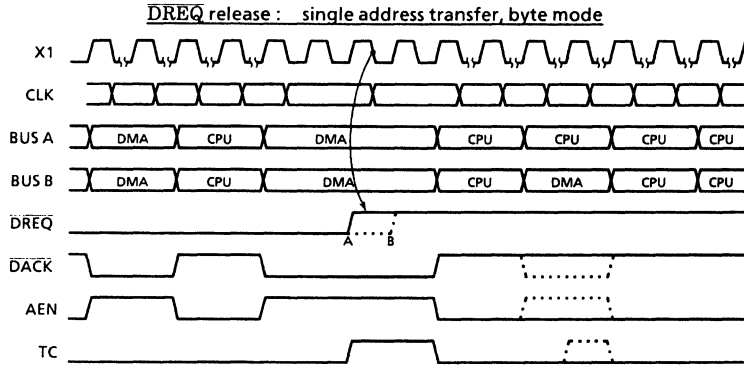 DREQ release : single address transfer, byte mode
X1
CLK
BUS A DMA CPU DMA CPU DMA CPU CPU
BUS B DMA CPU DMA CPU DMA CPU CPU
DREQ
A B
DACK
AEN
TC